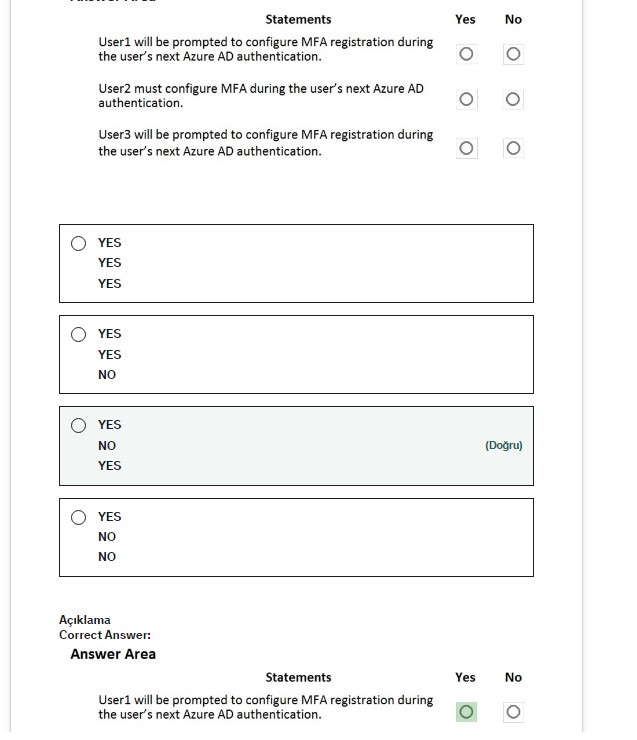 Statements Yes No
User1 will be prompted to configure MFA registration during
the user's next Azure AD authentication.
User2 must configure MFA during the user's next Azure AD
authentication.
User3 will be prompted to configure MFA registration during
the user's next Azure AD authentication.
YES
YES
YES
YES
YES
NO
YES
NO
(Doğru)
YES
YES
NO
NO
Açıklama
Correct Answer:
Answer Area
Statements Yes No
User1 will be prompted to configure MFA registration during
the user's next Azure AD authentication.